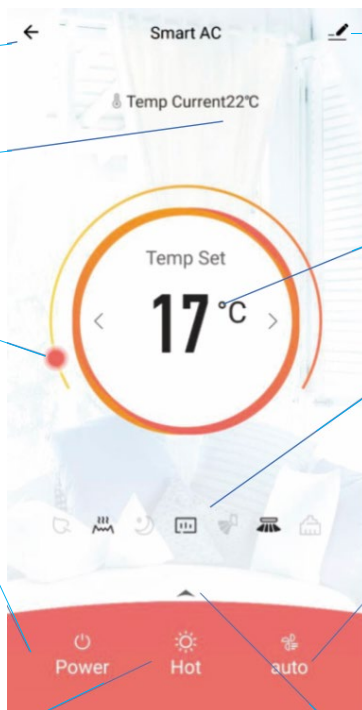 Smart AC
Temp Current22℃
Temp Set
17 °C
Power
Hot
auto